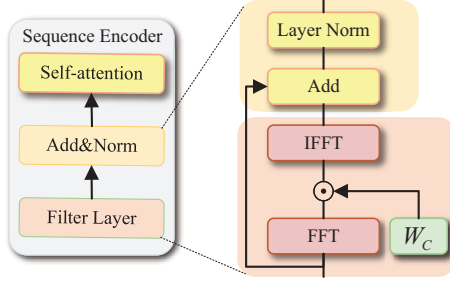 Sequence Encoder
Self-attention
Add&Norm
Filter Layer
Layer Norm
Add
IFFT
FFT
W_C